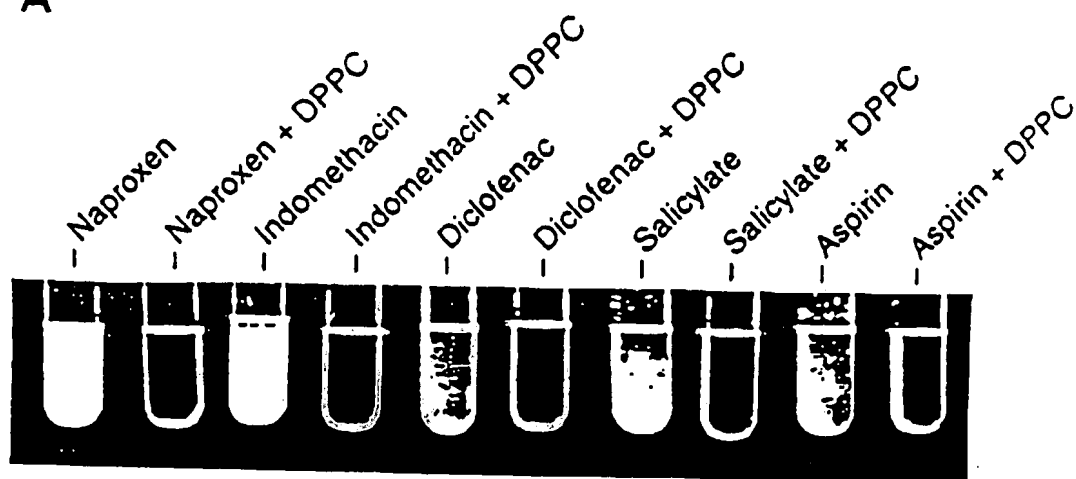 A
Naproxen
Naproxen + DPPC
Indomethacin
Indomethacin + DPPC
Diclofenac
Diclofenac + DPPC
Salicylate
Salicylate + DPPC
Aspirin
Aspirin + DPPC